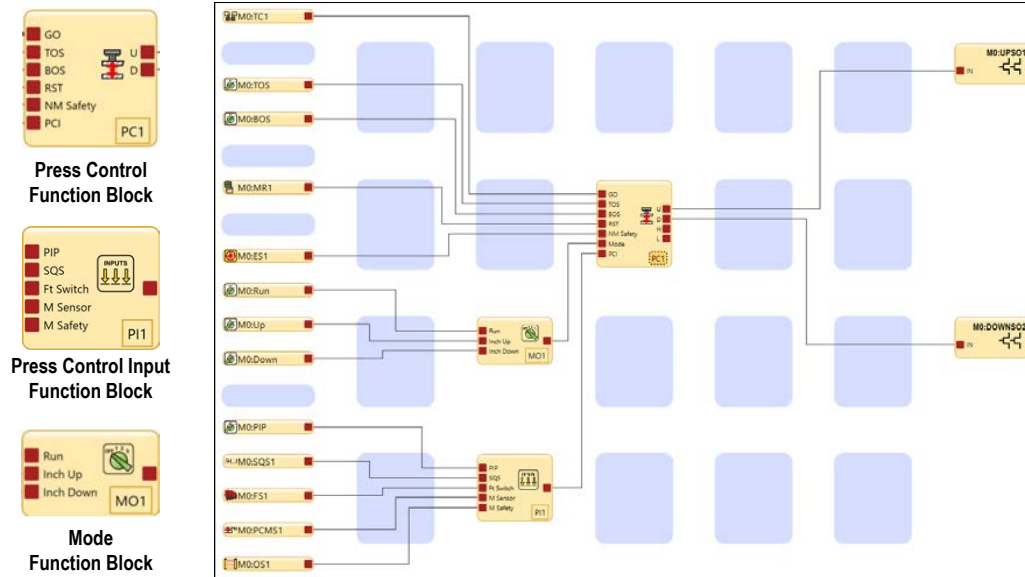 GO
TOS
BOS
RST
NM Safety
PCI
U
D
PC1
Press Control
Function Block
PIP
SQS
Ft Switch
M Sensor
M Safety
INPUTS
PI1
Press Control Input
Function Block
Run
Inch Up
Inch Down
MO1
Mode
Function Block
M0:TC1
M0:TOS
M0:BOS
M0:MR1
M0:ES1
M0:Run
M0:Up
M0:Down
M0:PIP
M0:SQS1
M0:FS1
M0:PCMS1
M0:OS1
Run
Inch Up
Inch Down
MO1
PIP
SQS
Ft Switch
M Sensor
M Safety
PI1
GO
TOS
BOS
RST
NM Safety
Mode
PCI
U
D
H
L
PC1
M0:UPSO1
IN
M0:DOWNSO2
IN